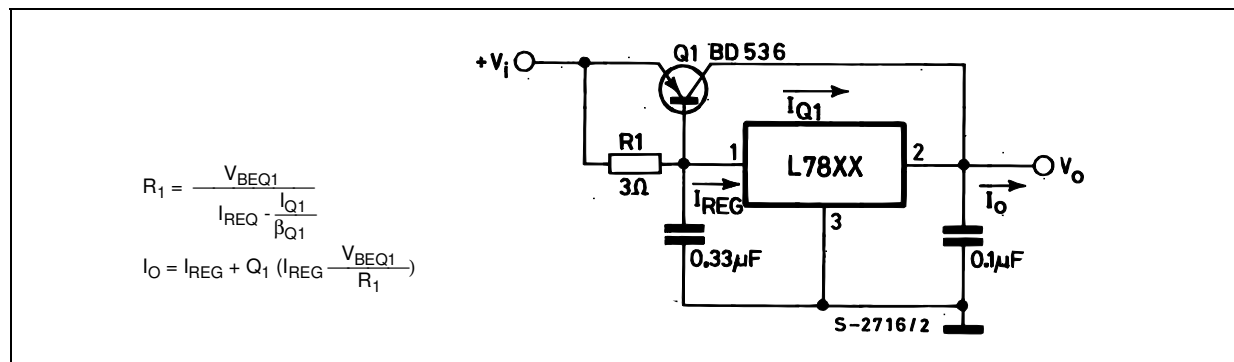 Q1 BD536
+Vi
IQ1
R1
3Ω
1
L78XX
2
Vo
IREG
Io
3
0.33µF
0.1µF
S-2716/2
R1 = VBEQ1 / (IREQ - IQ1 / βQ1)
IO = IREG + Q1 (IREG VBEQ1 / R1)